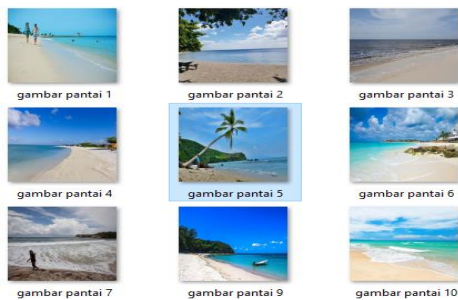 gambar pantai 1
gambar pantai 2
gambar pantai 3
gambar pantai 4
gambar pantai 5
gambar pantai 6
gambar pantai 7
gambar pantai 9
gambar pantai 10